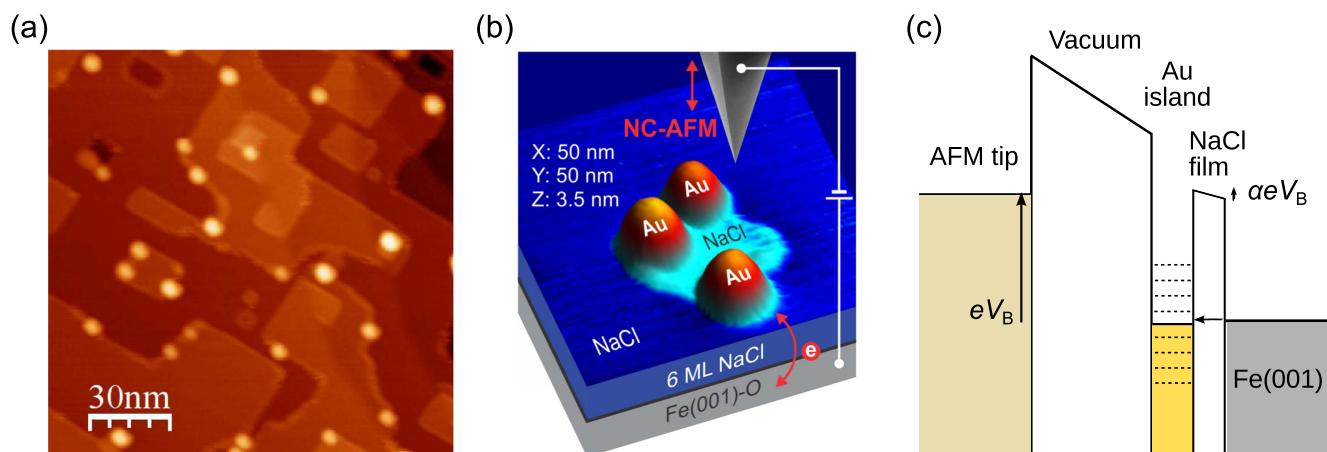 (a)
30nm
(b)
NC-AFM
X: 50 nm
Y: 50 nm
Z: 3.5 nm
Au
Au
NaCl
Au
NaCl
6 ML NaCl
e
Fe(001)-O
(c)
Vacuum
Au
island
NaCl
film
AFM tip
αeV_B
eV_B
Fe(001)